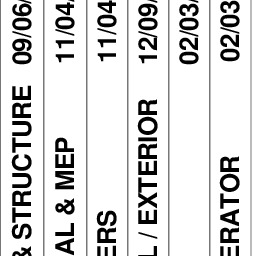 & STRUCTURE 09/06/
AL & MEP 11/04/
ERS 11/04
L / EXTERIOR 12/09/
02/03/
ERATOR 02/03